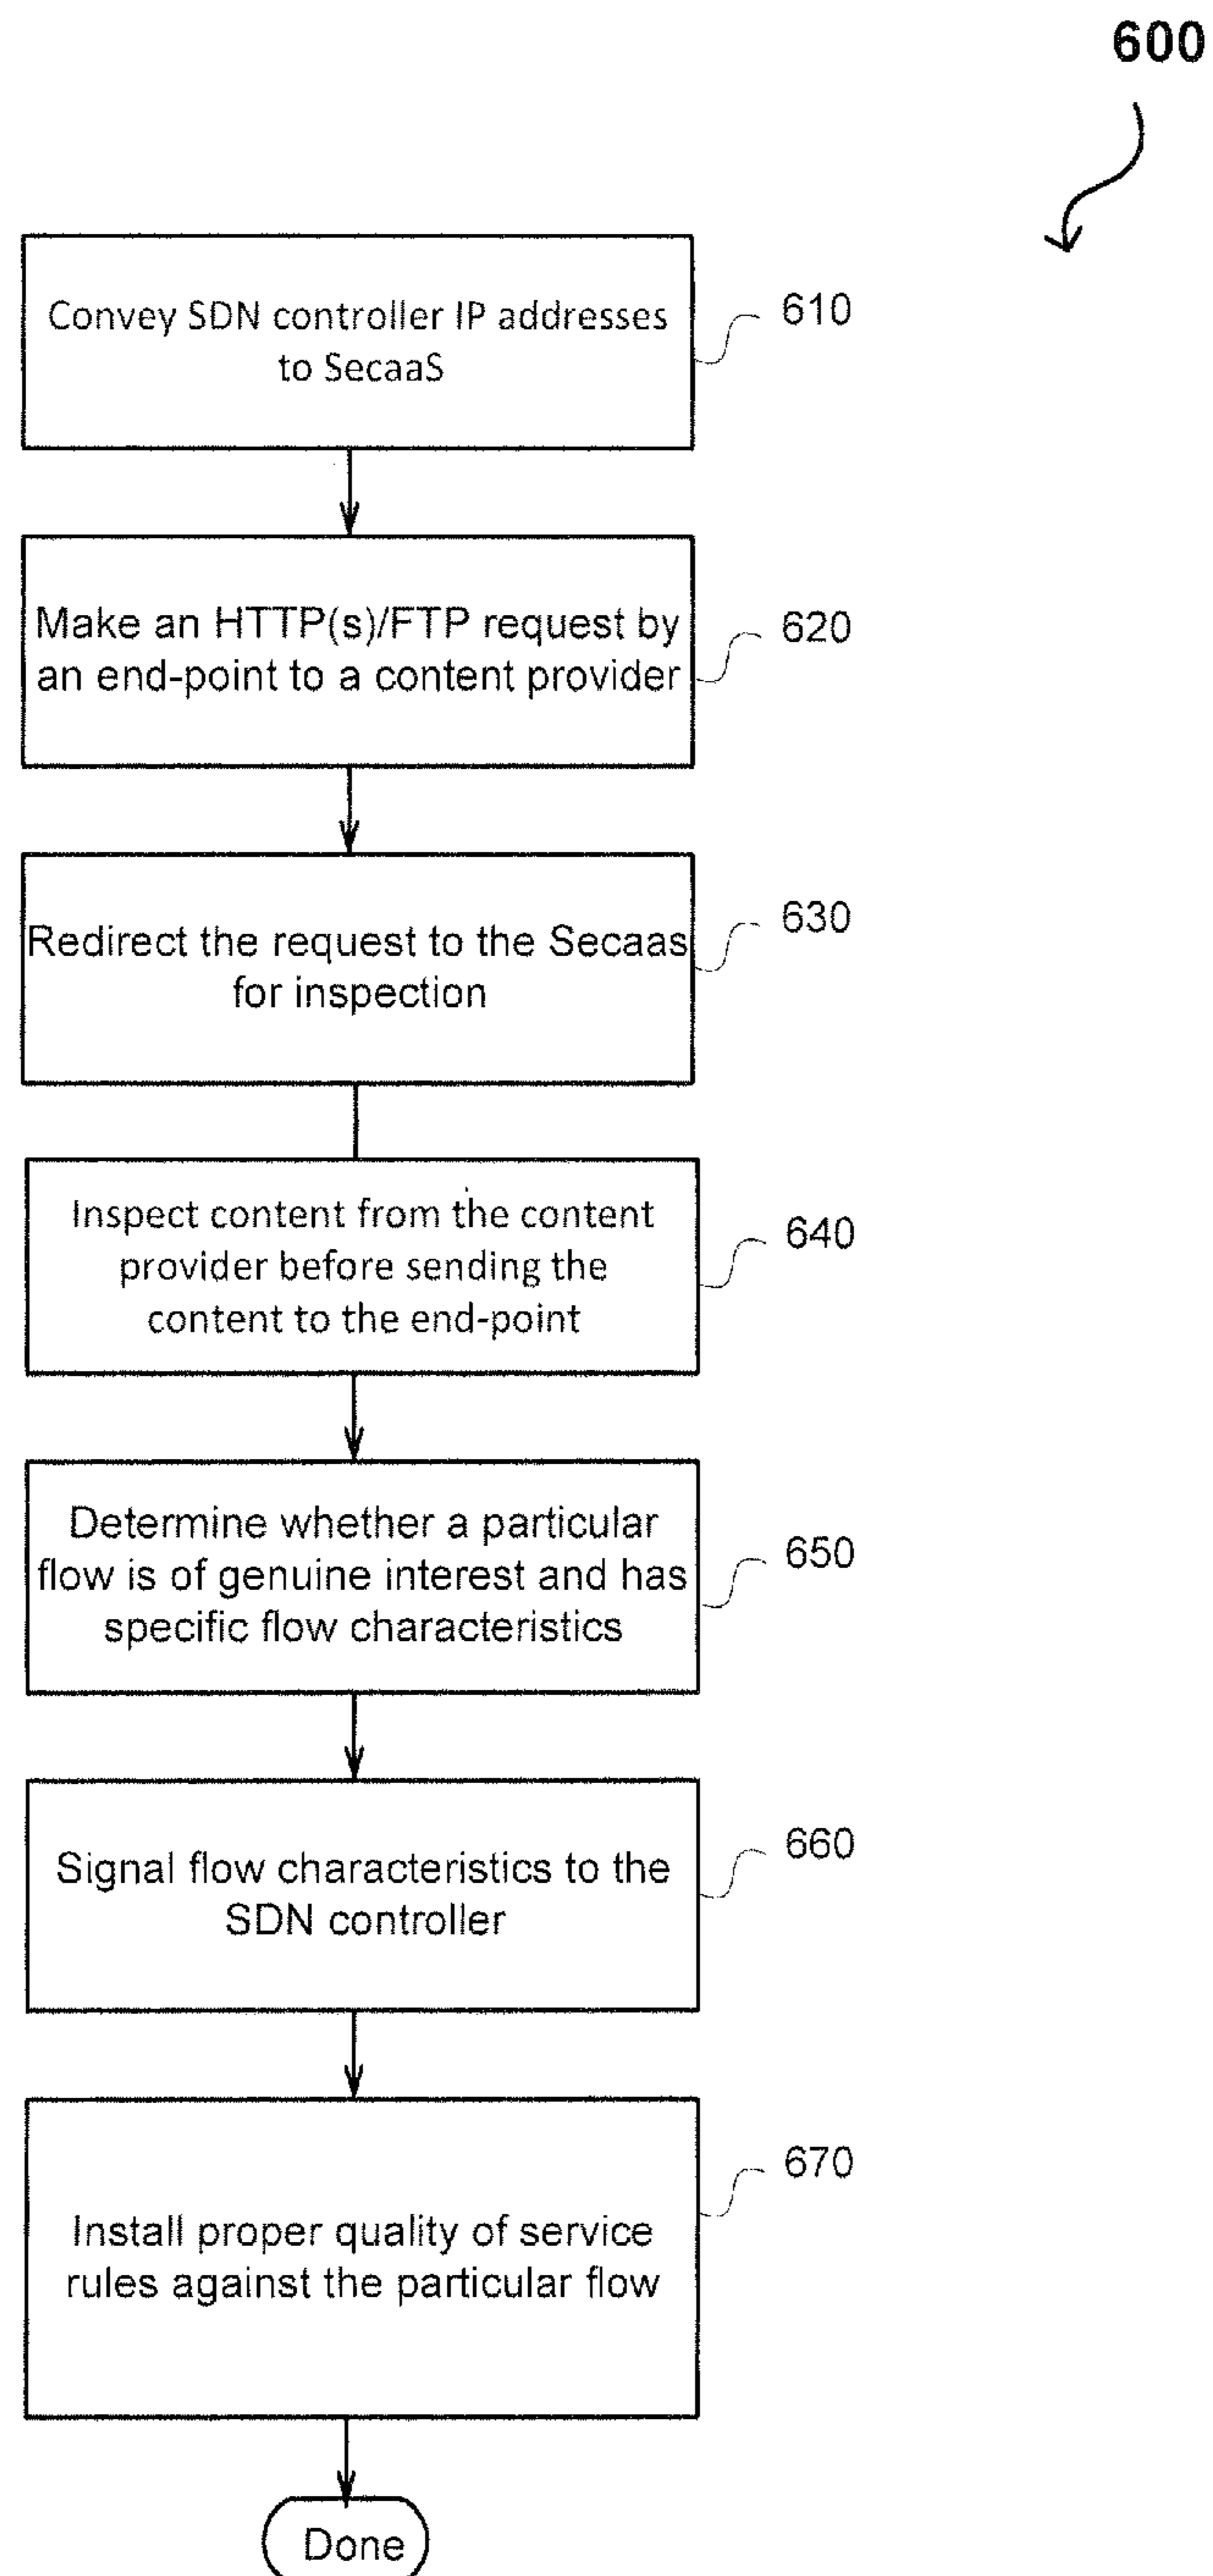 600
Convey SDN controller IP addresses
to SecaaS
610
Make an HTTP(s)/FTP request by
an end-point to a content provider
620
Redirect the request to the Secaas
for inspection
630
Inspect content from the content
provider before sending the
content to the end-point
640
Determine whether a particular
flow is of genuine interest and has
specific flow characteristics
650
Signal flow characteristics to the
SDN controller
660
Install proper quality of service
rules against the particular flow
670
Done